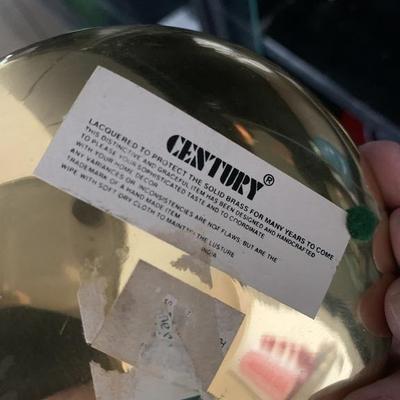 CENTURY®
LACQUERED TO PROTECT THE SOLID BRASS FOR MANY YEARS TO COME
THIS DISTINCTIVE AND GRACEFUL ITEM HAS BEEN DESIGNED AND HANDCRAFTED
TO PLEASE YOUR SOPHISTICATED TASTE AND TO COORDINATE
WITH YOUR HOME DECOR
ANY VARIANCES OR INCONSISTENCIES ARE NOT FLAWS, BUT ARE THE
TRADEMARK OF A HAND MADE ITEM
WIPE WITH SOFT DRY CLOTH TO MAINTAIN THE LUSTURE
INDIA